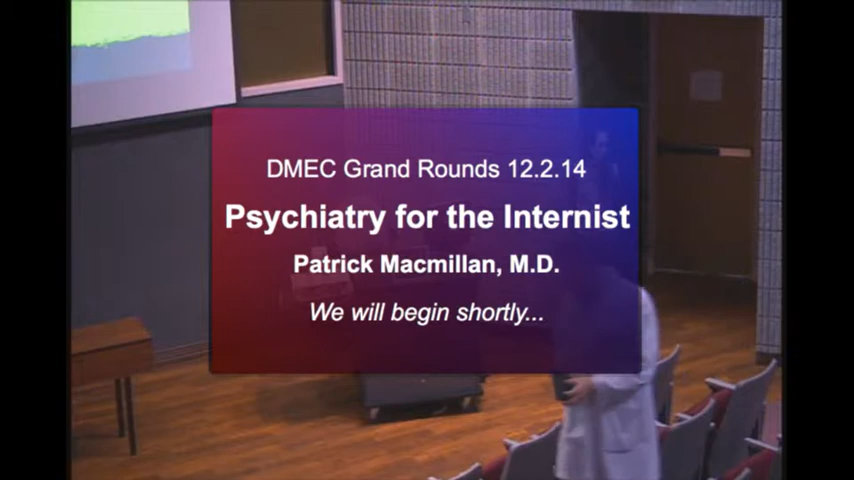 DMEC Grand Rounds 12.2.14
Psychiatry for the Internist
Patrick Macmillan, M.D.
We will begin shortly...